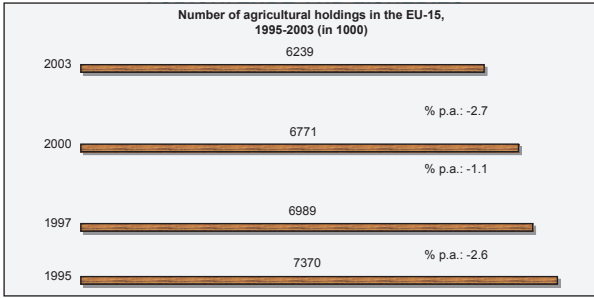 Number of agricultural holdings in the EU-15,
1995-2003 (in 1000)
6239
2003
% p.a.: -2.7
6771
2000
% p.a.: -1.1
6989
1997
% p.a.: -2.6
7370
1995